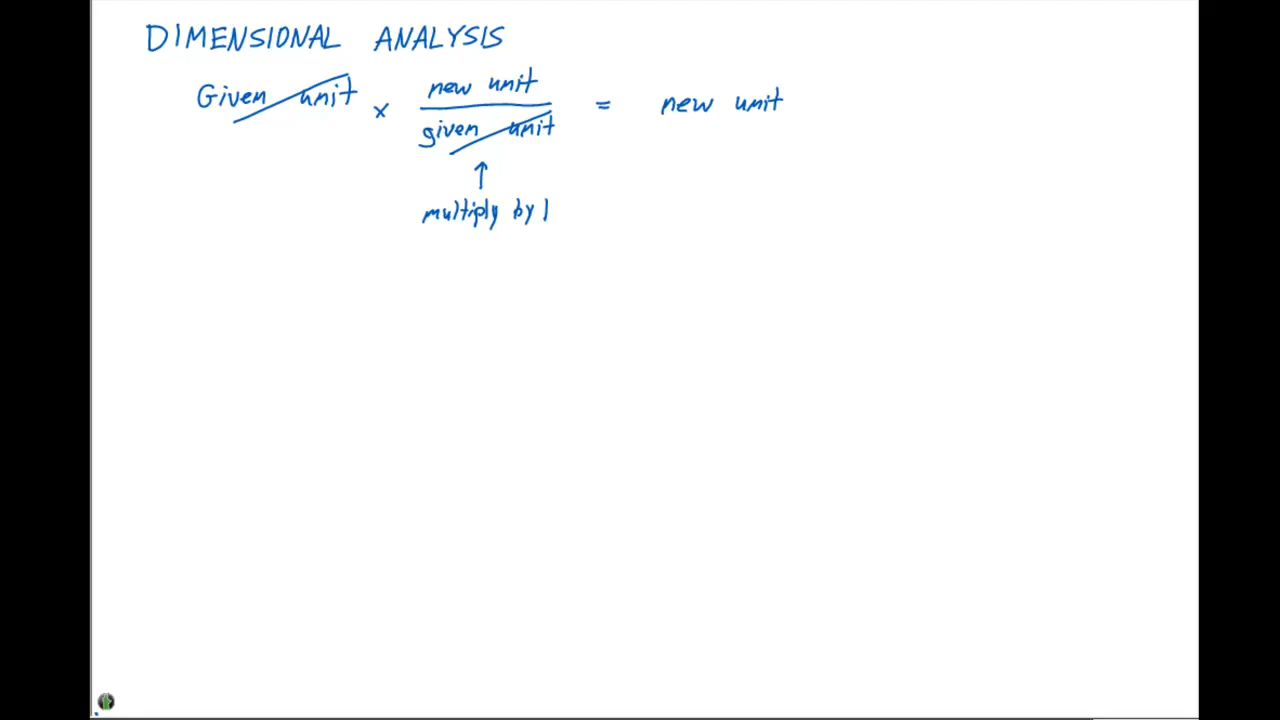 DIMENSIONAL ANALYSIS
Given unit × new unit / given unit = new unit
↑
multiply by 1